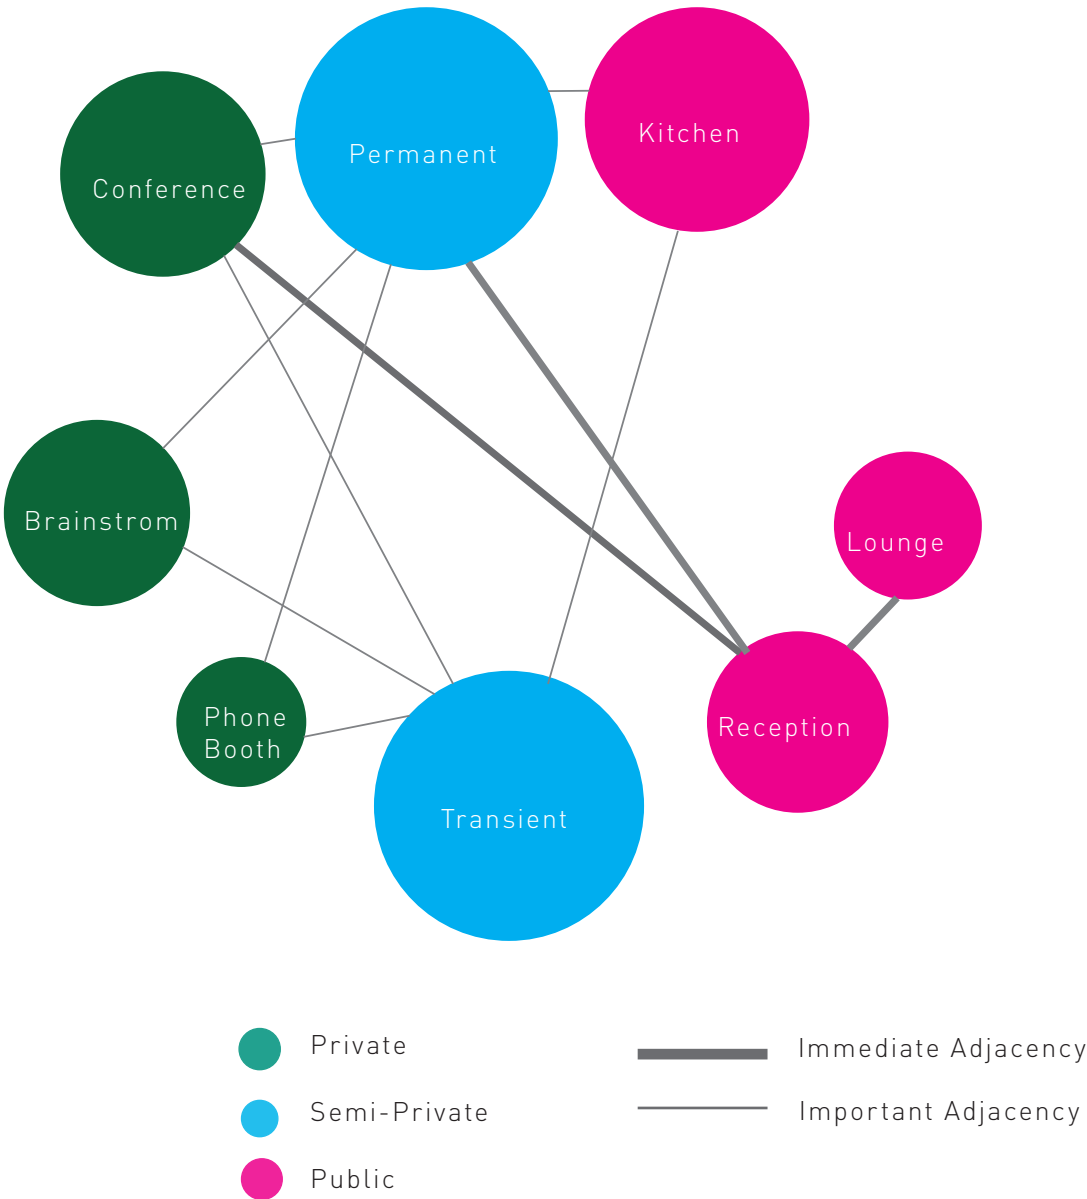 Permanent
Kitchen
Conference
Brainstrom
Lounge
Phone
Booth
Reception
Transient
Private
Immediate Adjacency
Semi-Private
Important Adjacency
Public